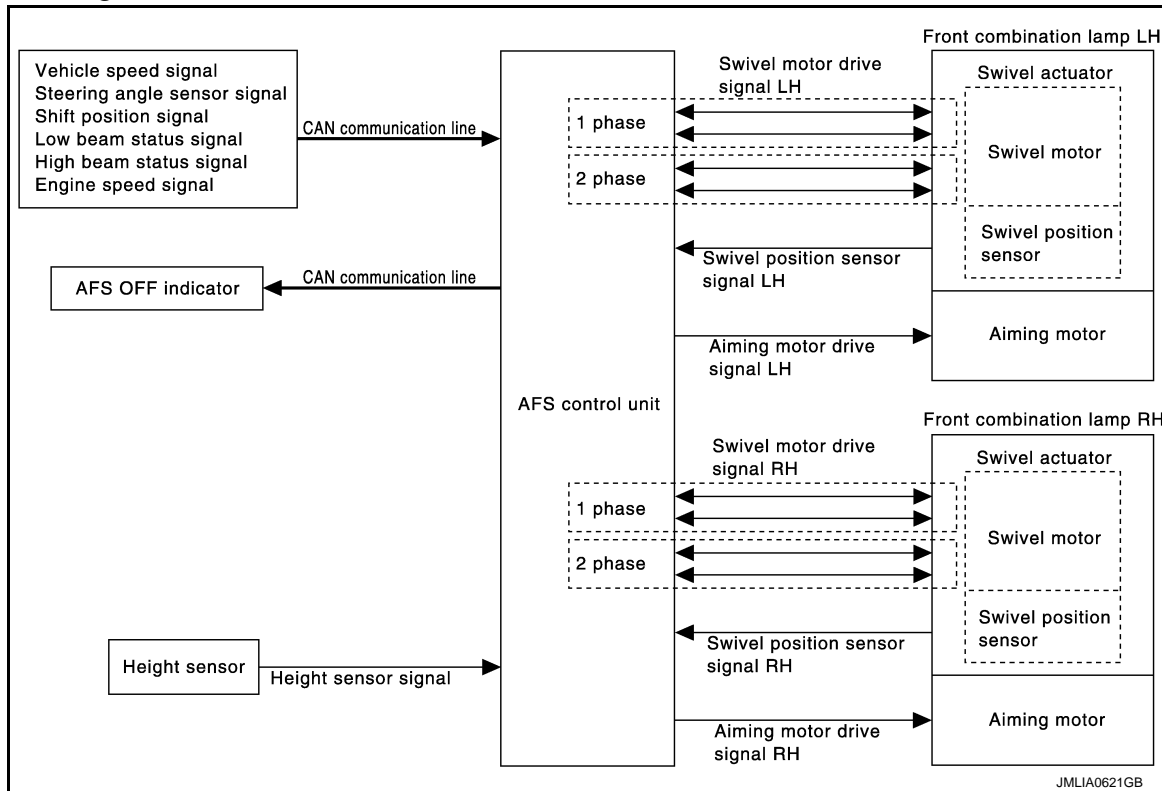 Vehicle speed signal
Steering angle sensor signal
Shift position signal
Low beam status signal
High beam status signal
Engine speed signal
CAN communication line
AFS OFF indicator
CAN communication line
Height sensor
Height sensor signal
AFS control unit
Front combination lamp LH
Swivel motor drive
signal LH
Swivel actuator
1 phase
Swivel motor
2 phase
Swivel position sensor
signal LH
Swivel position
sensor
Aiming motor drive
signal LH
Aiming motor
Front combination lamp RH
Swivel motor drive
signal RH
Swivel actuator
1 phase
Swivel motor
2 phase
Swivel position sensor
signal RH
Swivel position
sensor
Aiming motor drive
signal RH
Aiming motor
JMLIA0621GB